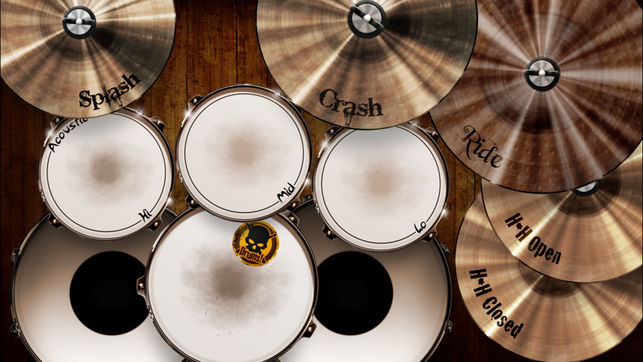 Splash
Crash
Ride
Acoustic
Hi
Mid
Lo
H-H Open
H-H Closed